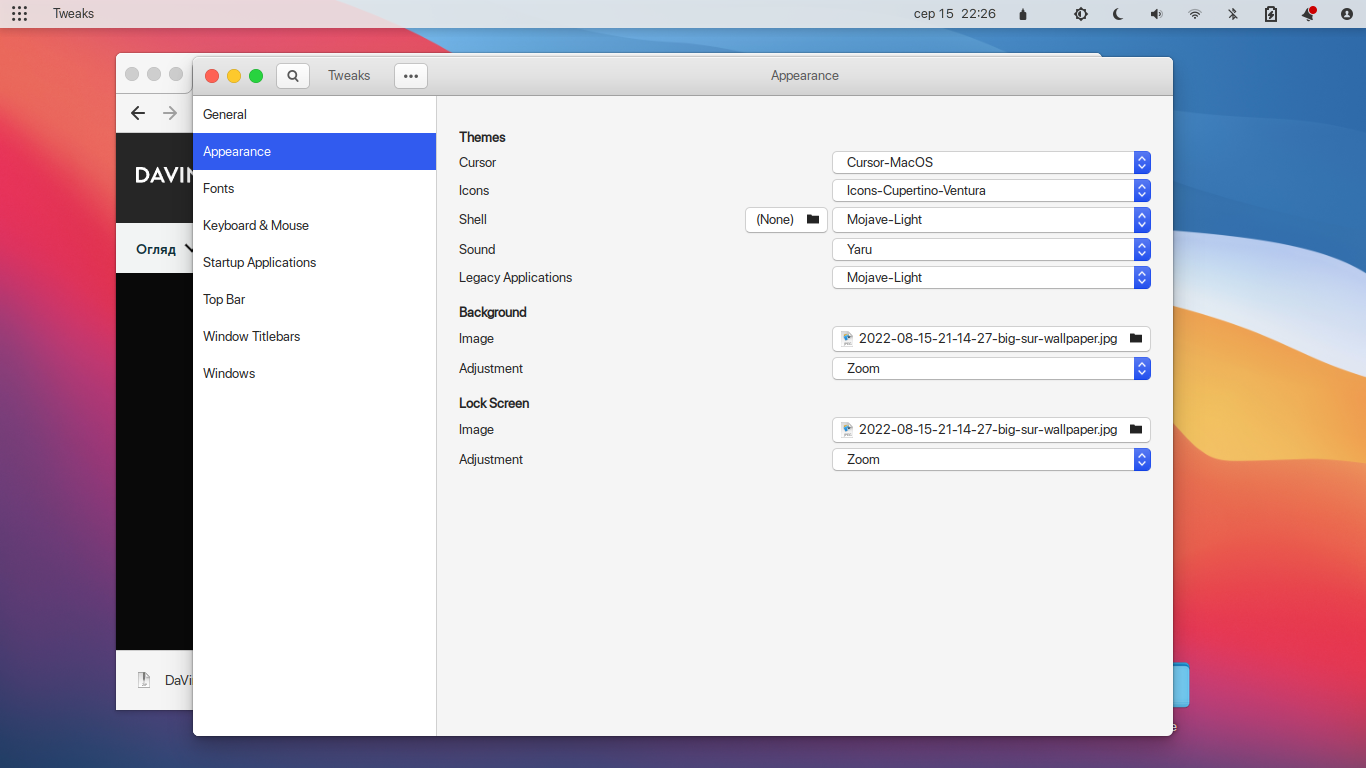 Tweaks
сер 15 22:26
Tweaks
Appearance
General
Appearance
Fonts
Keyboard & Mouse
Startup Applications
Top Bar
Window Titlebars
Windows
Themes
Cursor
Cursor-MacOS
Icons
Icons-Cupertino-Ventura
Shell
(None)
Mojave-Light
Sound
Yaru
Legacy Applications
Mojave-Light
Background
Image
2022-08-15-21-14-27-big-sur-wallpaper.jpg
Adjustment
Zoom
Lock Screen
Image
2022-08-15-21-14-27-big-sur-wallpaper.jpg
Adjustment
Zoom
DAVIN
Огляд
DaVi